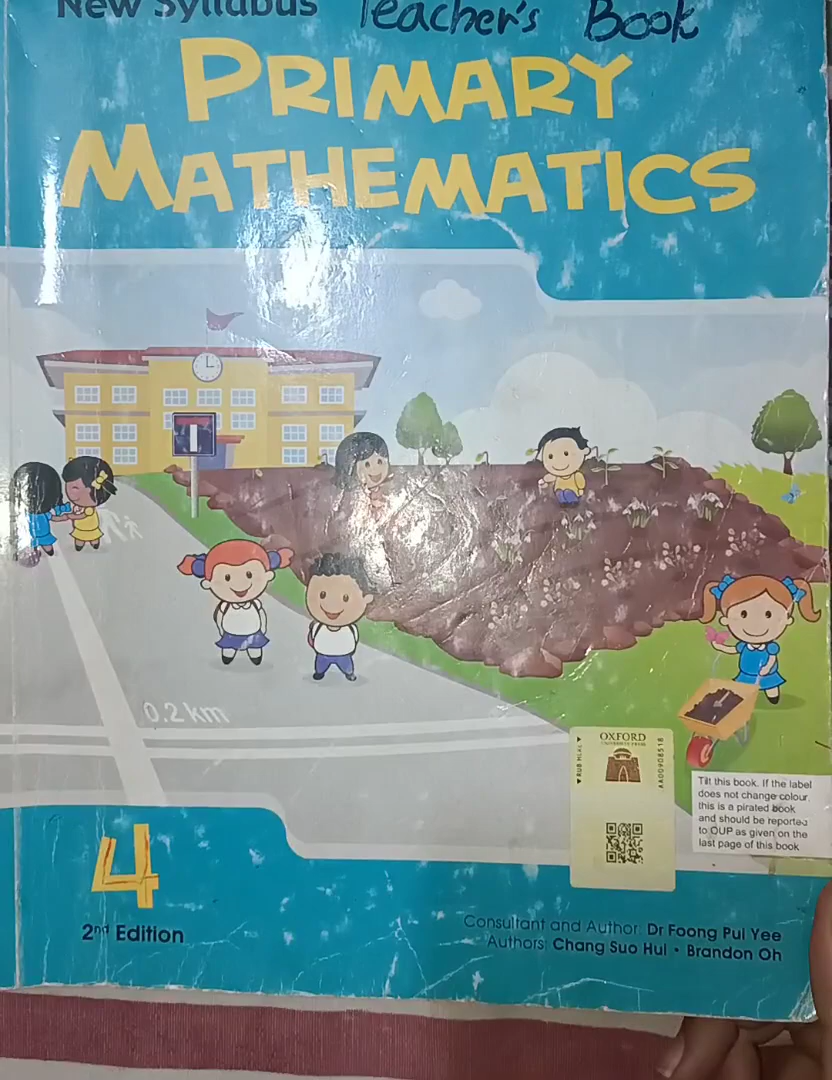 New Syllabus Teacher's Book
PRIMARY
MATHEMATICS
0.2 km
OXFORD
UNIVERSITY PRESS
Tilt this book. If the label
does not change colour,
this is a pirated book
and should be reported
to OUP as given on the
last page of this book
4
2nd Edition
Consultant and Author: Dr Foong Pui Yee
Authors: Chang Suo Hui • Brandon Oh